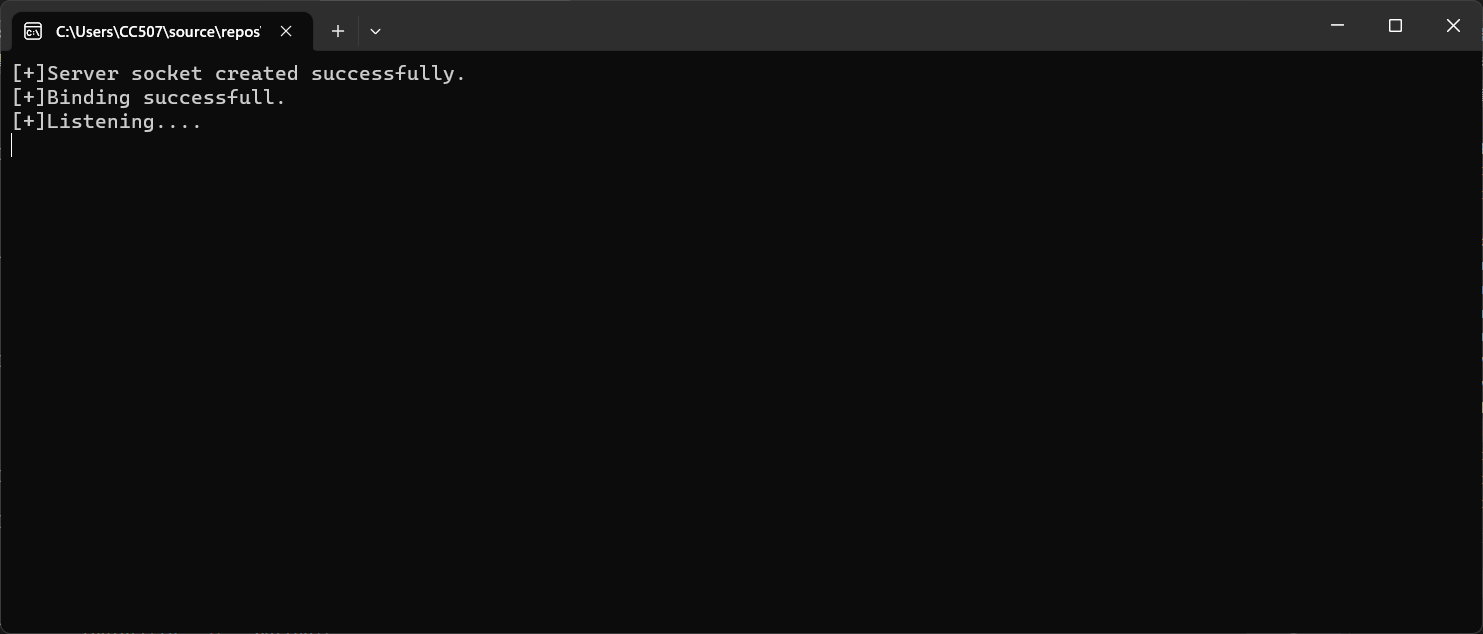 C:\Users\CC507\source\repos'
[+]Server socket created successfully.
[+]Binding successfull.
[+]Listening....